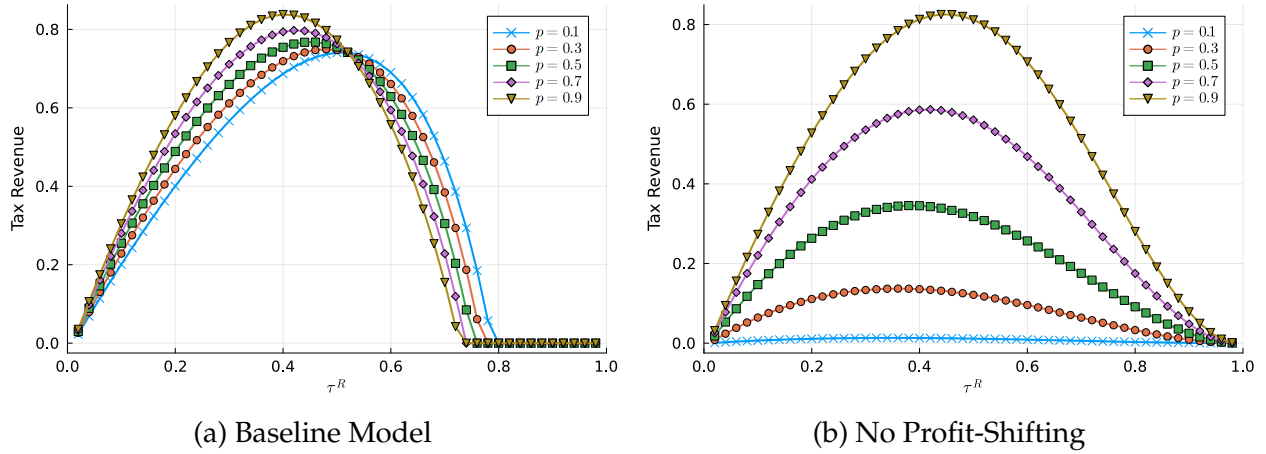 Tax Revenue
0.8
0.6
0.4
0.2
0.0
0.0 0.2 0.4 0.6 0.8 1.0
τ^R
p = 0.1
p = 0.3
p = 0.5
p = 0.7
p = 0.9
(a) Baseline Model
Tax Revenue
0.8
0.6
0.4
0.2
0.0
0.0 0.2 0.4 0.6 0.8 1.0
τ^R
p = 0.1
p = 0.3
p = 0.5
p = 0.7
p = 0.9
(b) No Profit-Shifting